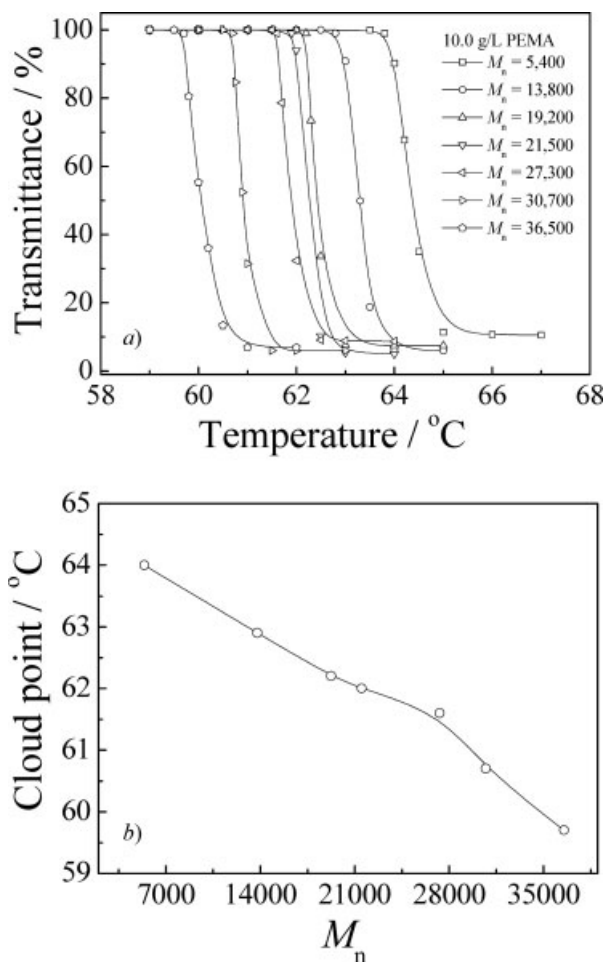 100
80
60
40
20
0
Transmittance / %
10.0 g/L PEMA
Mn = 5,400
Mn = 13,800
Mn = 19,200
Mn = 21,500
Mn = 27,300
Mn = 30,700
Mn = 36,500
a)
58 60 62 64 66 68
Temperature / °C
65
64
63
62
61
60
59
Cloud point / °C
b)
7000 14000 21000 28000 35000
Mn